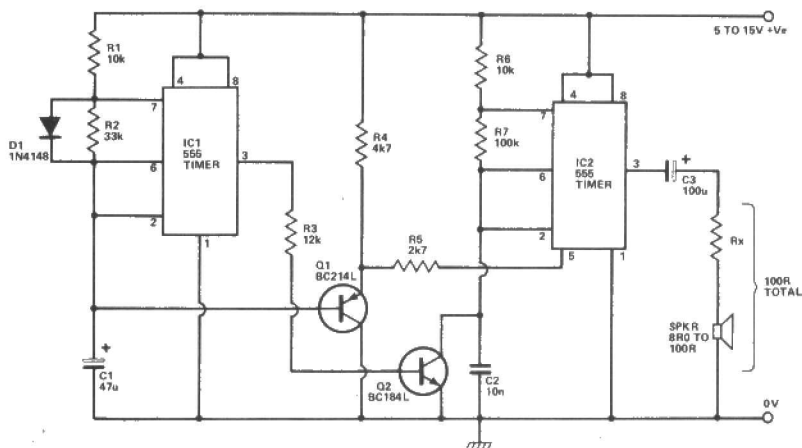 5 TO 15V +Ve
R1
10k
4
8
7
D1
1N4148
R2
33k
IC1
555
TIMER
3
6
2
1
R3
12k
R4
4k7
R5
2k7
Q1
BC214L
Q2
BC184L
C1
47u
+
R6
10k
R7
100k
4
8
7
IC2
555
TIMER
3
6
2
5
1
C2
10n
+
C3
100u
Rx
100R
TOTAL
SPKR
8R0 TO
100R
0V